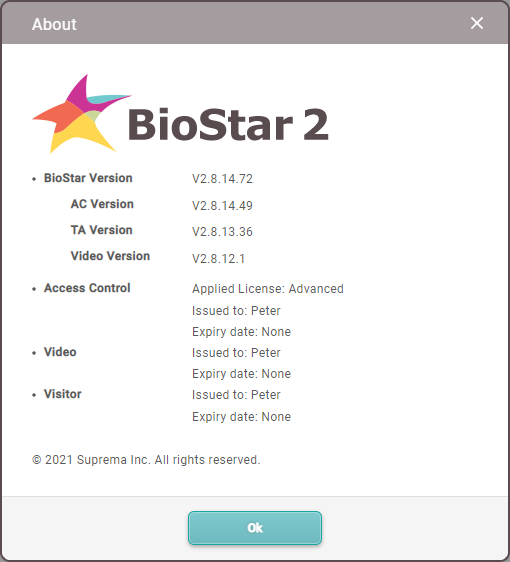 About
BioStar 2
• BioStar Version V2.8.14.72
AC Version V2.8.14.49
TA Version V2.8.13.36
Video Version V2.8.12.1
• Access Control Applied License: Advanced
Issued to: Peter
Expiry date: None
• Video Issued to: Peter
Expiry date: None
• Visitor Issued to: Peter
Expiry date: None
© 2021 Suprema Inc. All rights reserved.
Ok